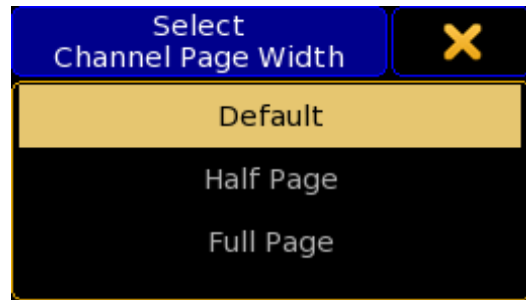 Select
Channel Page Width
Default
Half Page
Full Page